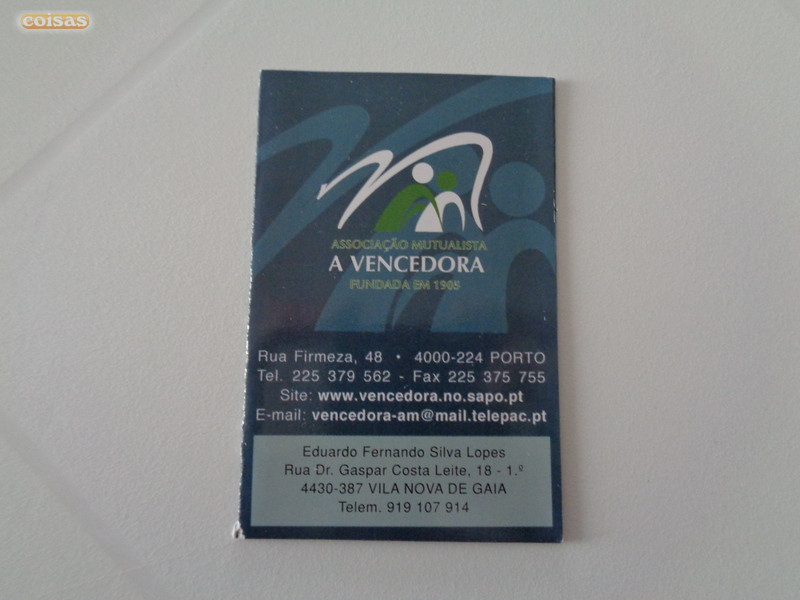 coisas
ASSOCIAÇÃO MUTUALISTA
A VENCEDORA
FUNDADA EM 1905
Rua Firmeza, 48 • 4000-224 PORTO
Tel. 225 379 562 - Fax 225 375 755
Site: www.vencedora.no.sapo.pt
E-mail: vencedora-am@mail.telepac.pt
Eduardo Fernando Silva Lopes
Rua Dr. Gaspar Costa Leite, 18 - 1.º
4430-387 VILA NOVA DE GAIA
Telem. 919 107 914